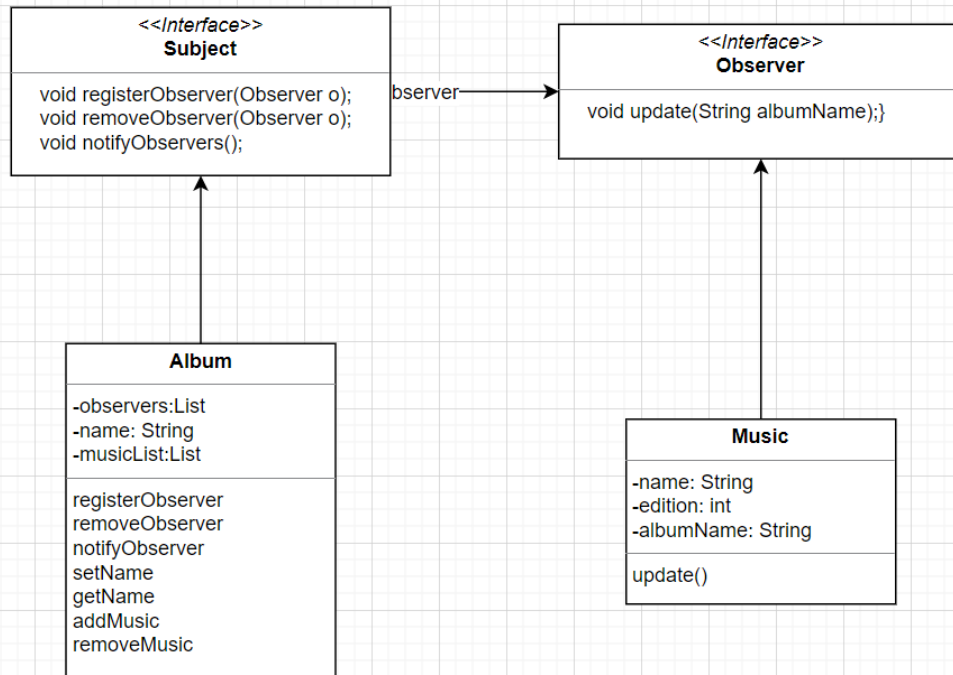 <<Interface>>
Subject
void registerObserver(Observer o);
void removeObserver(Observer o);
void notifyObservers();
bserver
<<Interface>>
Observer
void update(String albumName);}
Album
-observers:List
-name: String
-musicList:List
registerObserver
removeObserver
notifyObserver
setName
getName
addMusic
removeMusic
Music
-name: String
-edition: int
-albumName: String
update()